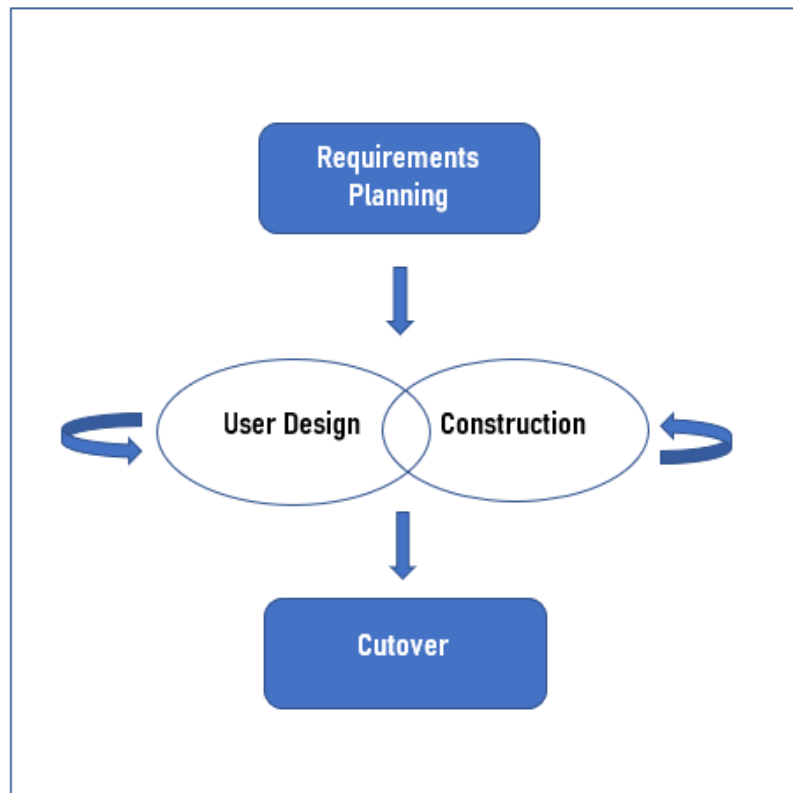 Requirements
Planning
User Design
Construction
Cutover